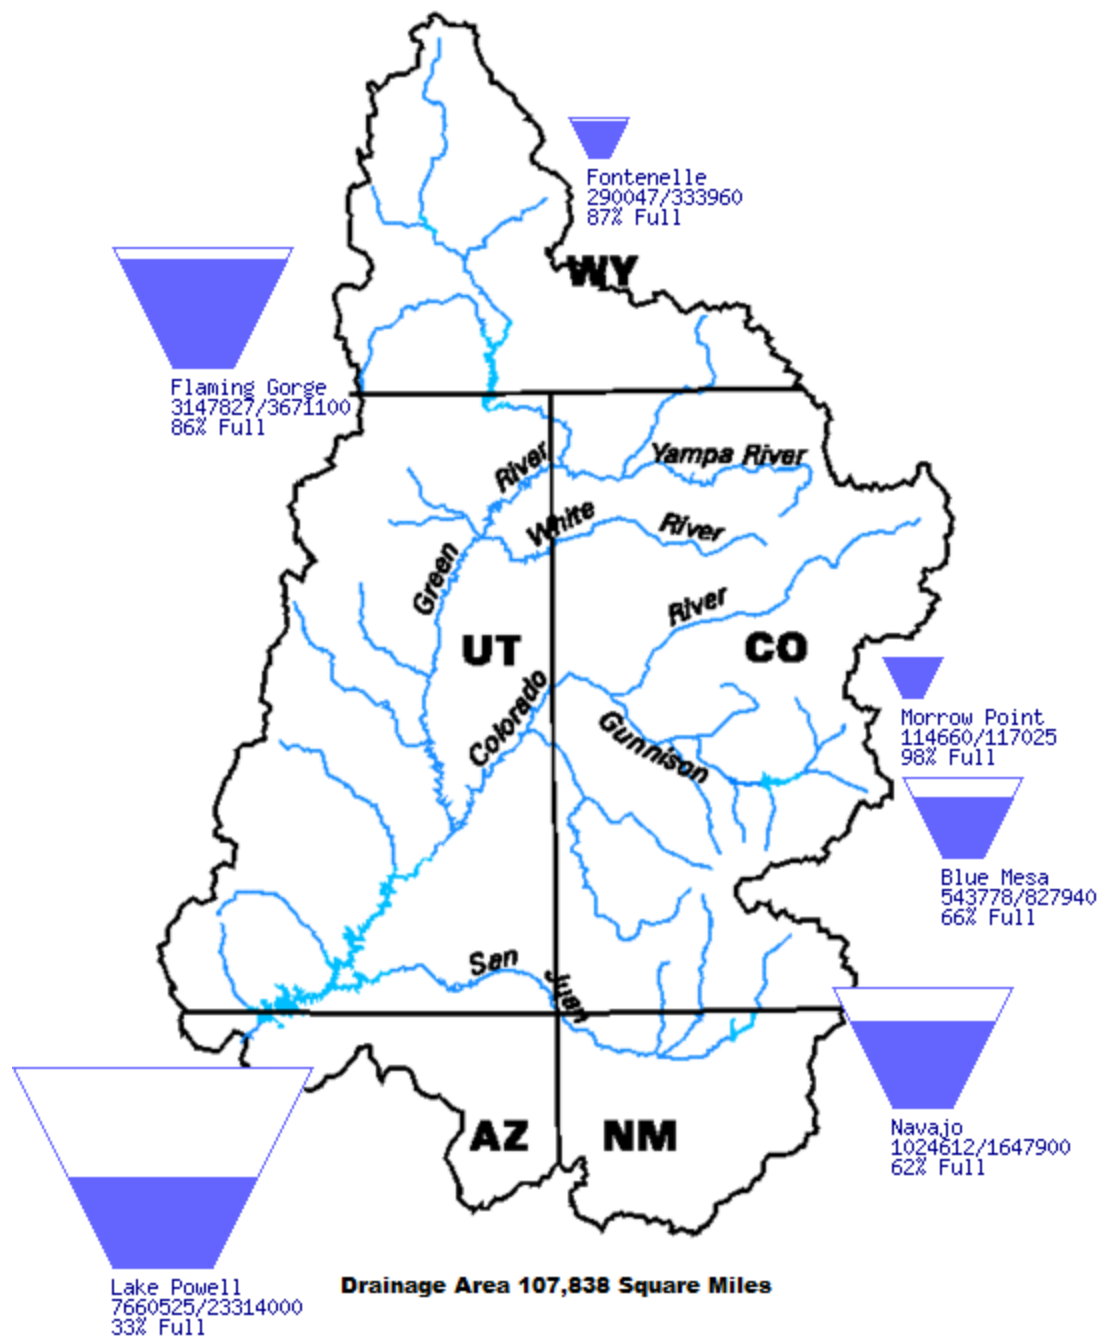 Fontenelle
290047/333960
87% Full
WY
Flaming Gorge
3147827/3671100
86% Full
River
Yampa River
White
River
Green
River
UT
CO
Colorado
Gunnison
Morrow Point
114660/117025
98% Full
Blue Mesa
543778/827940
66% Full
San
Juan
Navajo
1024612/1647900
62% Full
AZ
NM
Lake Powell
7660525/23314000
33% Full
Drainage Area 107,838 Square Miles